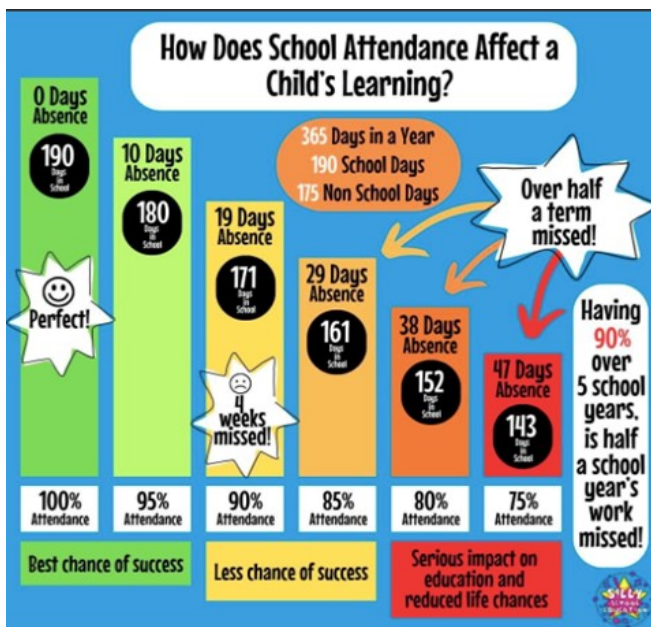 How Does School Attendance Affect a
Child's Learning?
0 Days
Absence
190
Days
in
School
Perfect!
10 Days
Absence
180
Days
in
School
365 Days in a Year
190 School Days
175 Non School Days
Over half
a term
missed!
19 Days
Absence
171
Days
in
School
4
weeks
missed!
29 Days
Absence
161
Days
in
School
38 Days
Absence
152
Days
in
School
47 Days
Absence
143
Days
in
School
Having
90%
over
5 school
years,
is half
a school
year's
work
missed!
100%
Attendance
95%
Attendance
90%
Attendance
85%
Attendance
80%
Attendance
75%
Attendance
Best chance of success
Less chance of success
Serious impact on
education and
reduced life chances
SILLY
SCHOOL
EDUCATION